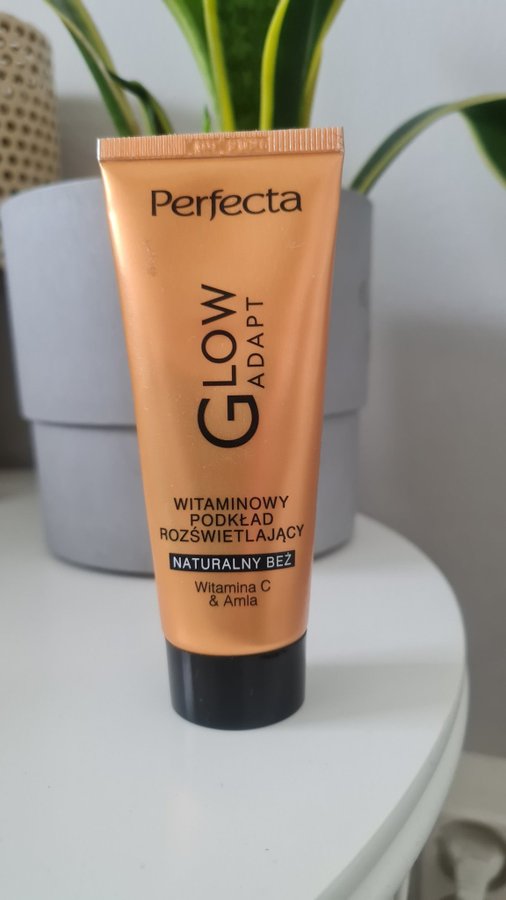 Perfecta
GLOW
ADAPT
WITAMINOWY
PODKŁAD
ROZŚWIETLAJĄCY
NATURALNY BEŻ
Witamina C
& Amla